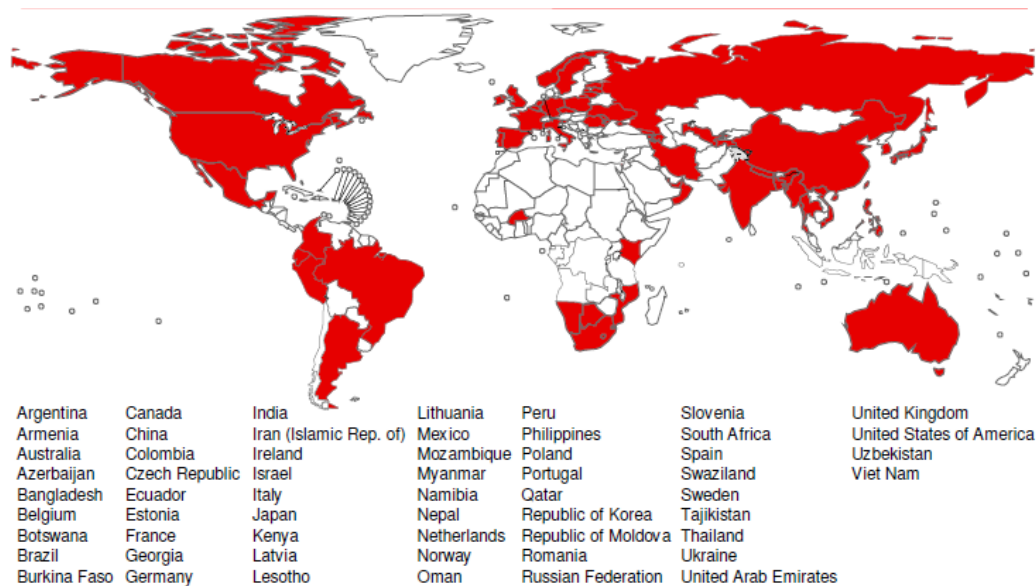 Argentina Canada India Lithuania Peru Slovenia United Kingdom
Armenia China Iran (Islamic Rep. of) Mexico Philippines South Africa United States of America
Australia Colombia Ireland Mozambique Poland Spain Uzbekistan
Azerbaijan Czech Republic Israel Myanmar Portugal Swaziland Viet Nam
Bangladesh Ecuador Italy Namibia Qatar Sweden
Belgium Estonia Japan Nepal Republic of Korea Tajikistan
Botswana France Kenya Netherlands Republic of Moldova Thailand
Brazil Georgia Latvia Norway Romania Ukraine
Burkina Faso Germany Lesotho Oman Russian Federation United Arab Emirates